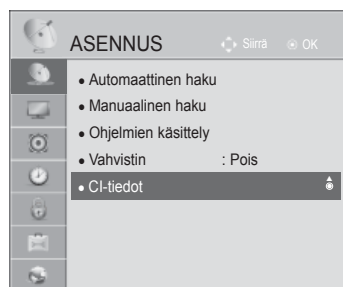 ASENNUS Siirrä OK
• Automaattinen haku
• Manuaalinen haku
• Ohjelmien käsittely
• Vahvistin : Pois
• CI-tiedot